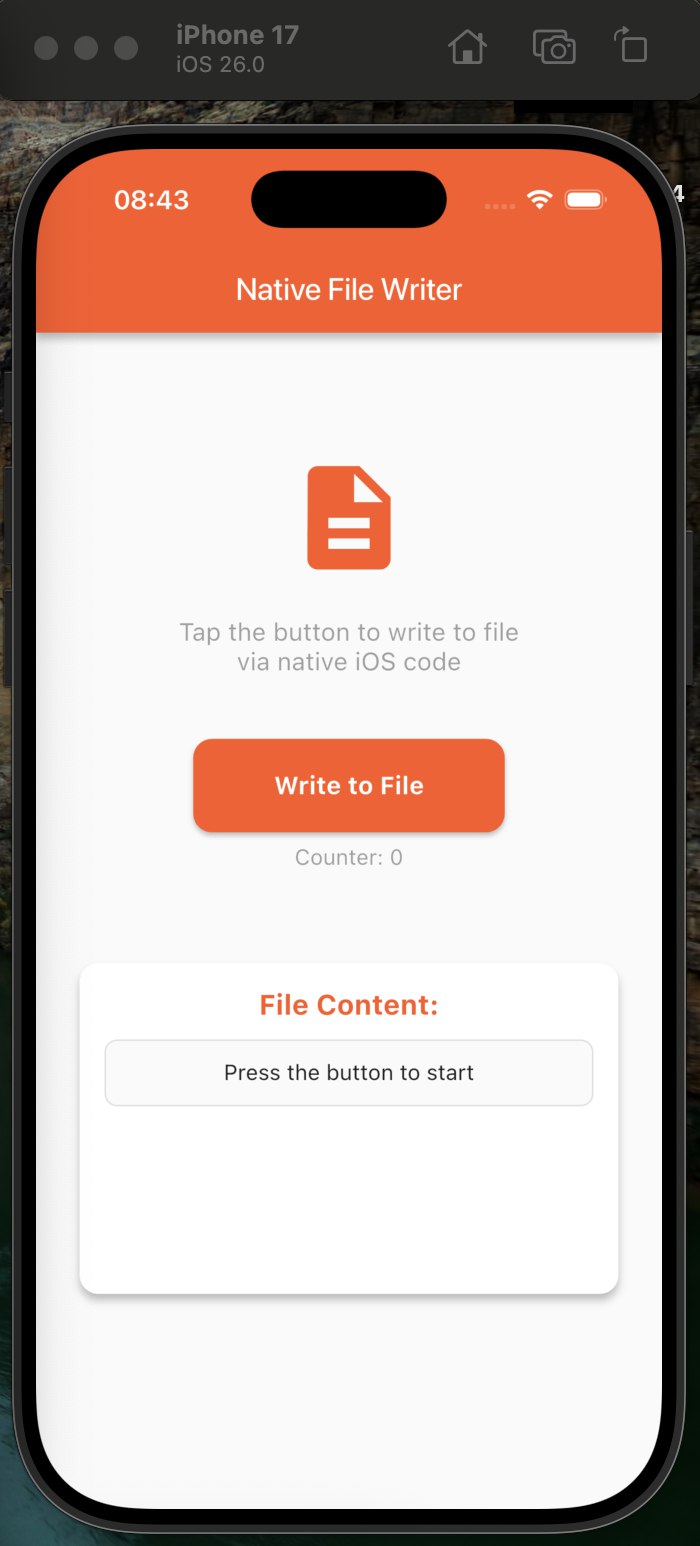 iPhone 17
iOS 26.0
4
08:43
Native File Writer
Tap the button to write to file
via native iOS code
Write to File
Counter: 0
File Content:
Press the button to start